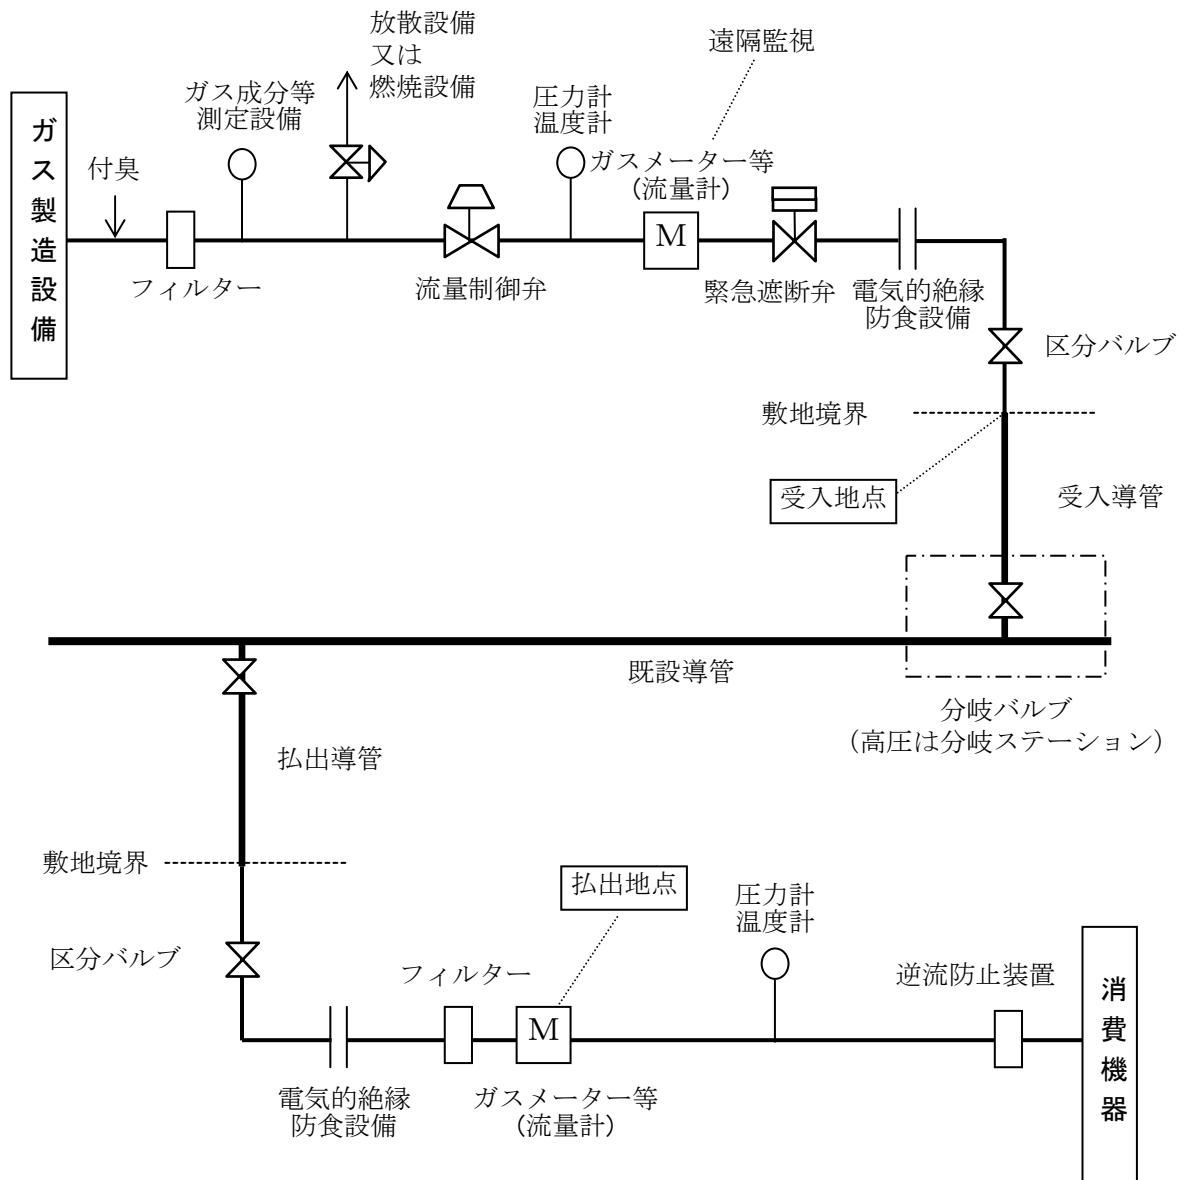 放散設備
又は
燃焼設備
遠隔監視
ガス成分等
測定設備
圧力計
温度計
ガス製造設備
付臭
ガスメーター等
(流量計)
M
フィルター
流量制御弁
緊急遮断弁
電気的絶縁
防食設備
区分バルブ
敷地境界
受入地点
受入導管
既設導管
分岐バルブ
（高圧は分岐ステーション）
払出導管
敷地境界
払出地点
圧力計
温度計
区分バルブ
フィルター
逆流防止装置
消費機器
M
電気的絶縁
防食設備
ガスメーター等
(流量計)